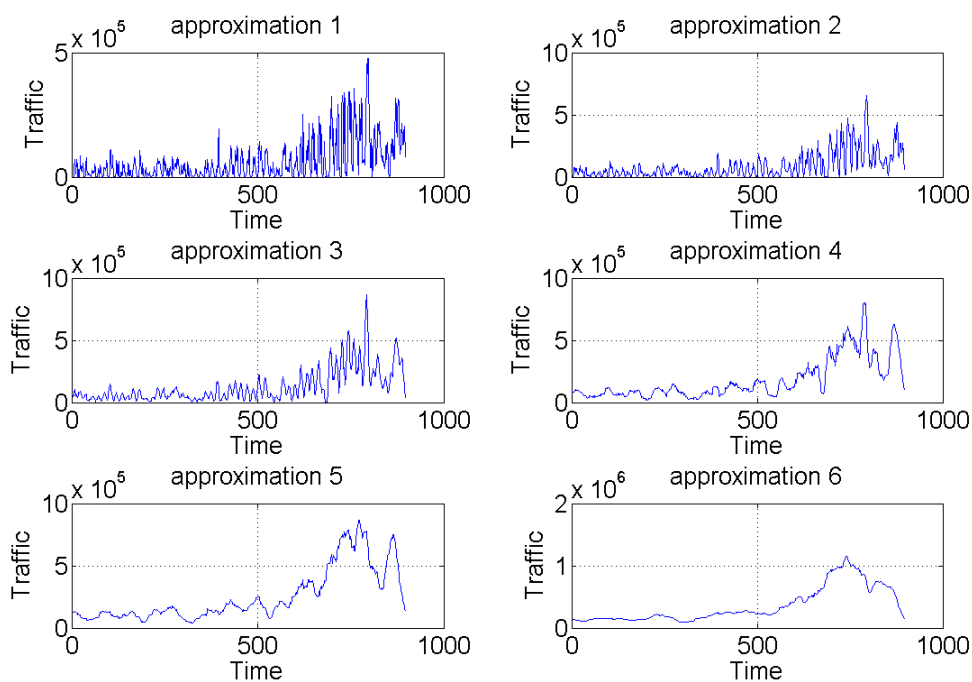 approximation 1
x 10^5
5
0
Traffic
0 500 1000
Time
approximation 2
x 10^5
10
5
0
Traffic
0 500 1000
Time
approximation 3
x 10^5
10
5
0
Traffic
0 500 1000
Time
approximation 4
x 10^5
10
5
0
Traffic
0 500 1000
Time
approximation 5
x 10^5
10
5
0
Traffic
0 500 1000
Time
approximation 6
x 10^6
2
1
0
Traffic
0 500 1000
Time